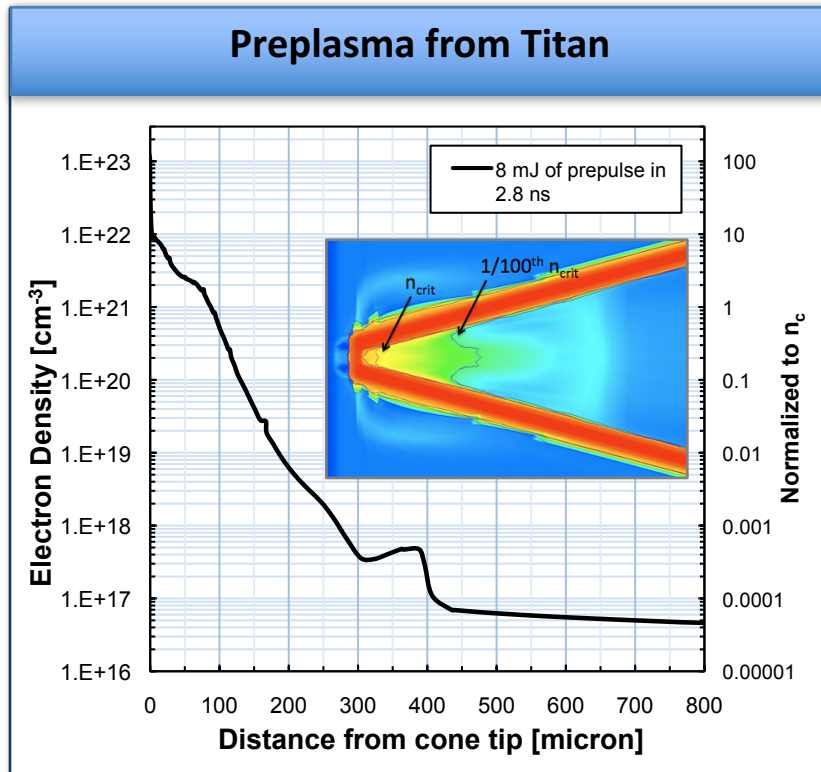 Preplasma from Titan
8 mJ of prepulse in
2.8 ns
1/100th n_crit
n_crit
Electron Density [cm-3]
1.E+23
1.E+22
1.E+21
1.E+20
1.E+19
1.E+18
1.E+17
1.E+16
100
10
1
0.1
0.01
0.001
0.0001
0.00001
Normalized to n_c
0 100 200 300 400 500 600 700 800
Distance from cone tip [micron]